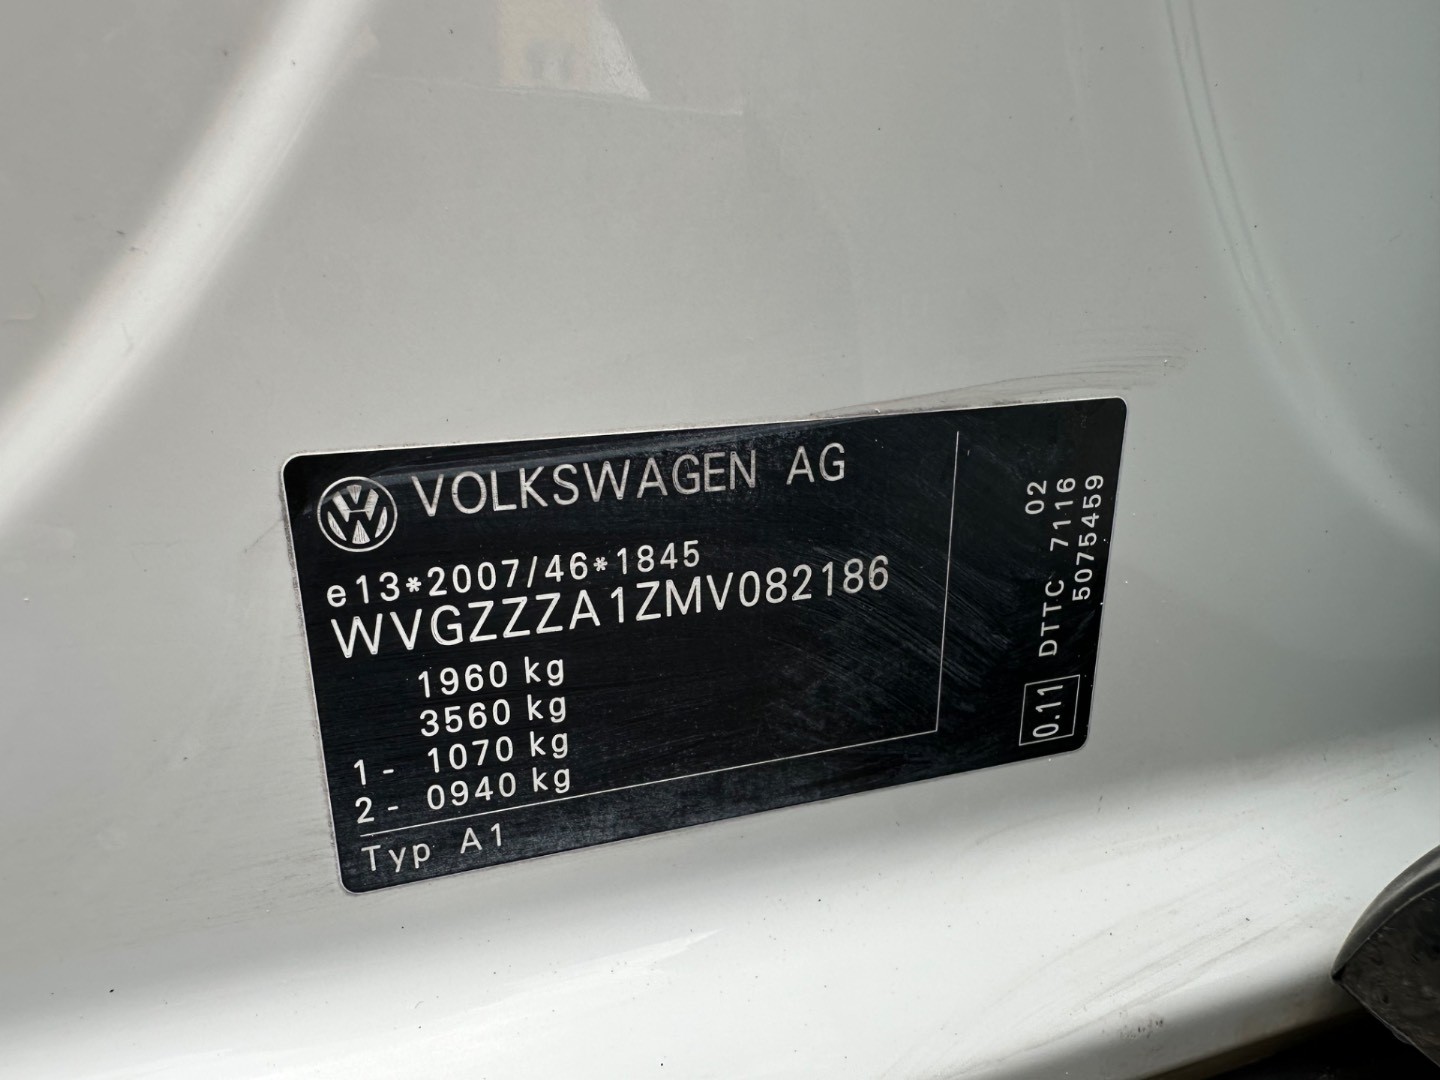 VOLKSWAGEN AG
e13*2007/46*1845
WVGZZZA1ZMV082186
1960 kg
3560 kg
1 - 1070 kg
2 - 0940 kg
Typ A1
02
DTTC 7116
5075459
0.11